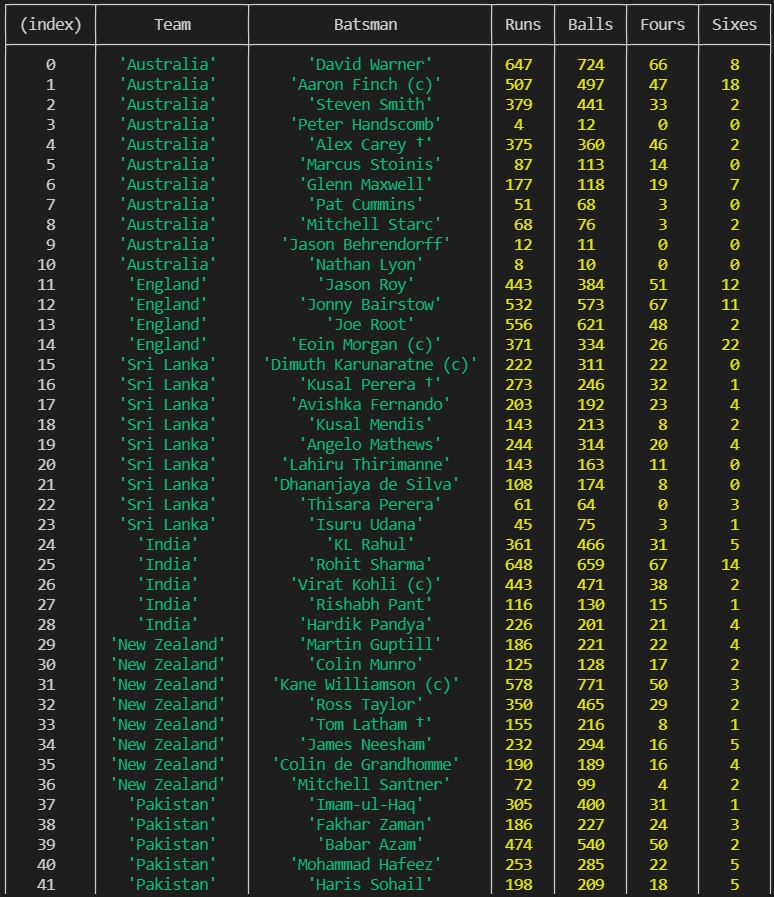 (index) Team Batsman Runs Balls Fours Sixes
0 'Australia' 'David Warner' 647 724 66 8
1 'Australia' 'Aaron Finch (c)' 507 497 47 18
2 'Australia' 'Steven Smith' 379 441 33 2
3 'Australia' 'Peter Handscomb' 4 12 0 0
4 'Australia' 'Alex Carey †' 375 360 46 2
5 'Australia' 'Marcus Stoinis' 87 113 14 0
6 'Australia' 'Glenn Maxwell' 177 118 19 7
7 'Australia' 'Pat Cummins' 51 68 3 0
8 'Australia' 'Mitchell Starc' 68 76 3 2
9 'Australia' 'Jason Behrendorff' 12 11 0 0
10 'Australia' 'Nathan Lyon' 8 10 0 0
11 'England' 'Jason Roy' 443 384 51 12
12 'England' 'Jonny Bairstow' 532 573 67 11
13 'England' 'Joe Root' 556 621 48 2
14 'England' 'Eoin Morgan (c)' 371 334 26 22
15 'Sri Lanka' 'Dimuth Karunaratne (c)' 222 311 22 0
16 'Sri Lanka' 'Kusal Perera †' 273 246 32 1
17 'Sri Lanka' 'Avishka Fernando' 203 192 23 4
18 'Sri Lanka' 'Kusal Mendis' 143 213 8 2
19 'Sri Lanka' 'Angelo Mathews' 244 314 20 4
20 'Sri Lanka' 'Lahiru Thirimanne' 143 163 11 0
21 'Sri Lanka' 'Dhananjaya de Silva' 108 174 8 0
22 'Sri Lanka' 'Thisara Perera' 61 64 0 3
23 'Sri Lanka' 'Isuru Udana' 45 75 3 1
24 'India' 'KL Rahul' 361 466 31 5
25 'India' 'Rohit Sharma' 648 659 67 14
26 'India' 'Virat Kohli (c)' 443 471 38 2
27 'India' 'Rishabh Pant' 116 130 15 1
28 'India' 'Hardik Pandya' 226 201 21 4
29 'New Zealand' 'Martin Guptill' 186 221 22 4
30 'New Zealand' 'Colin Munro' 125 128 17 2
31 'New Zealand' 'Kane Williamson (c)' 578 771 50 3
32 'New Zealand' 'Ross Taylor' 350 465 29 2
33 'New Zealand' 'Tom Latham †' 155 216 8 1
34 'New Zealand' 'James Neesham' 232 294 16 5
35 'New Zealand' 'Colin de Grandhomme' 190 189 16 4
36 'New Zealand' 'Mitchell Santner' 72 99 4 2
37 'Pakistan' 'Imam-ul-Haq' 305 400 31 1
38 'Pakistan' 'Fakhar Zaman' 186 227 24 3
39 'Pakistan' 'Babar Azam' 474 540 50 2
40 'Pakistan' 'Mohammad Hafeez' 253 285 22 5
41 'Pakistan' 'Haris Sohail' 198 209 18 5